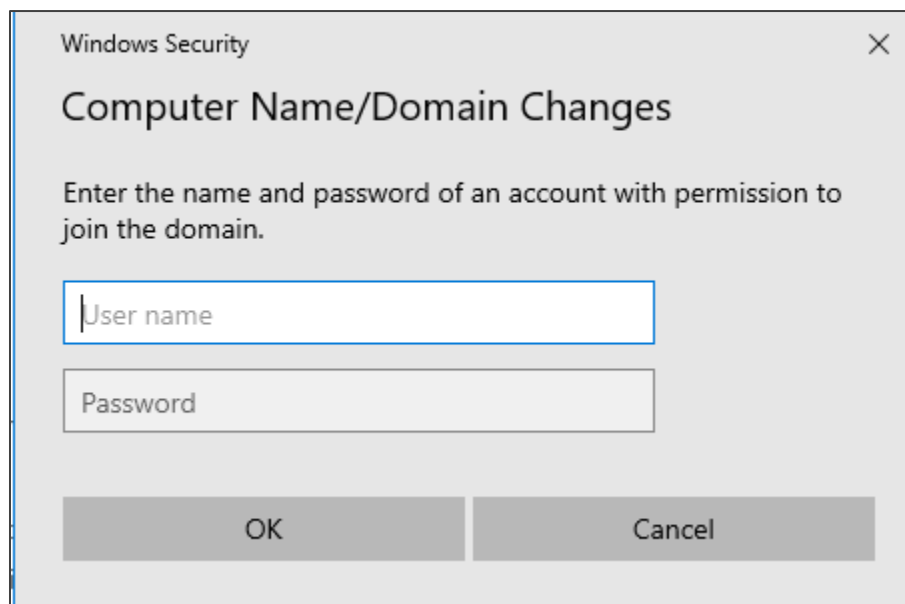 Windows Security
Computer Name/Domain Changes
Enter the name and password of an account with permission to
join the domain.
User name
Password
OK
Cancel